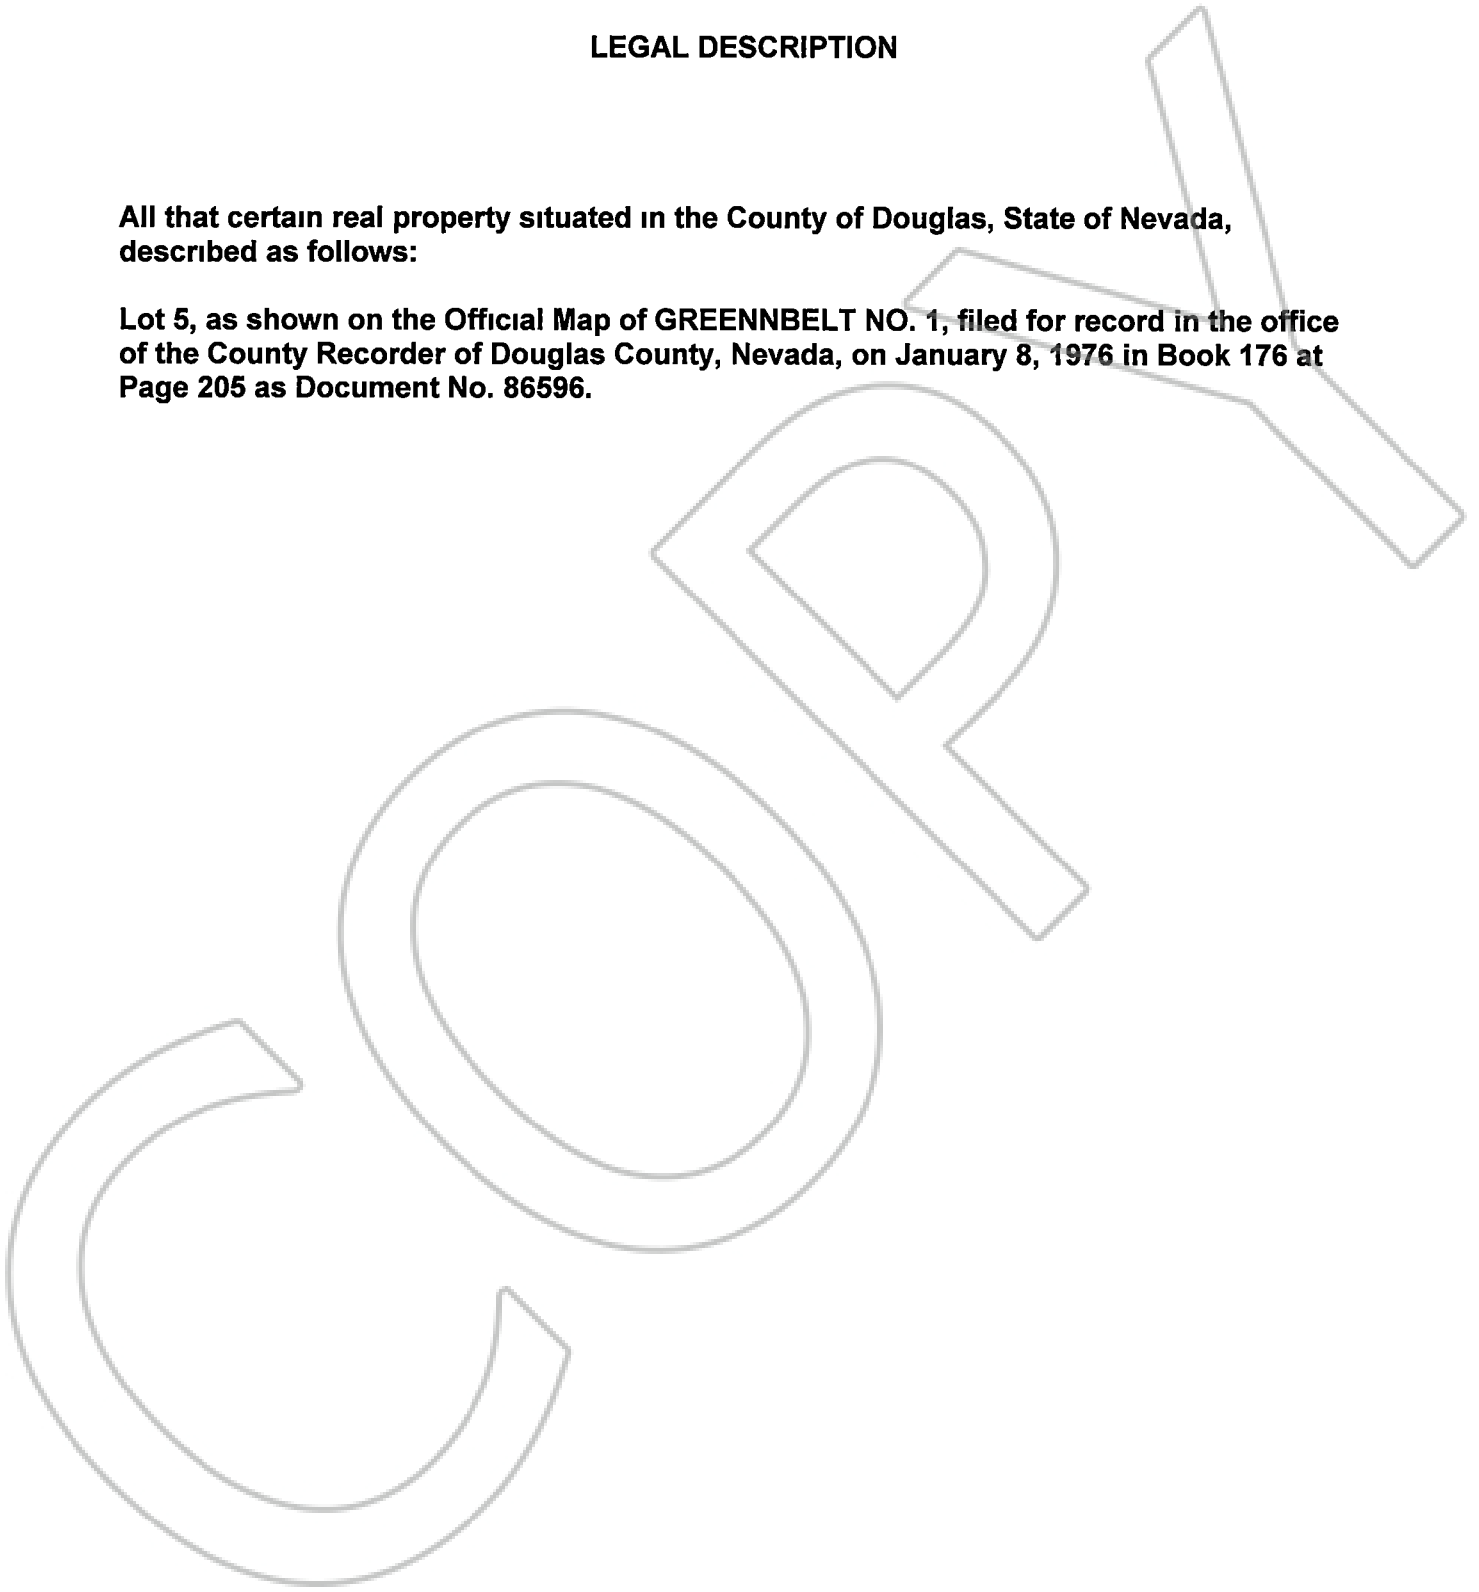 LEGAL DESCRIPTION
All that certain real property situated in the County of Douglas, State of Nevada,
described as follows:
Lot 5, as shown on the Official Map of GREENNBELT NO. 1, filed for record in the office
of the County Recorder of Douglas County, Nevada, on January 8, 1976 in Book 176 at
Page 205 as Document No. 86596.
COPY